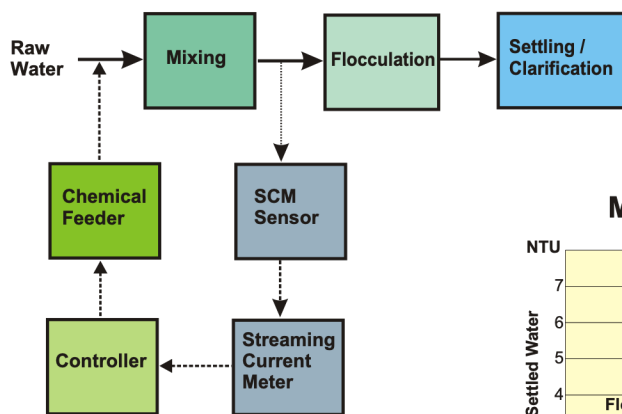 Raw
Water
Mixing
Flocculation
Settling /
Clarification
Chemical
Feeder
SCM
Sensor
Controller
Streaming
Current
Meter
NTU
7
6
5
4
Settled Water